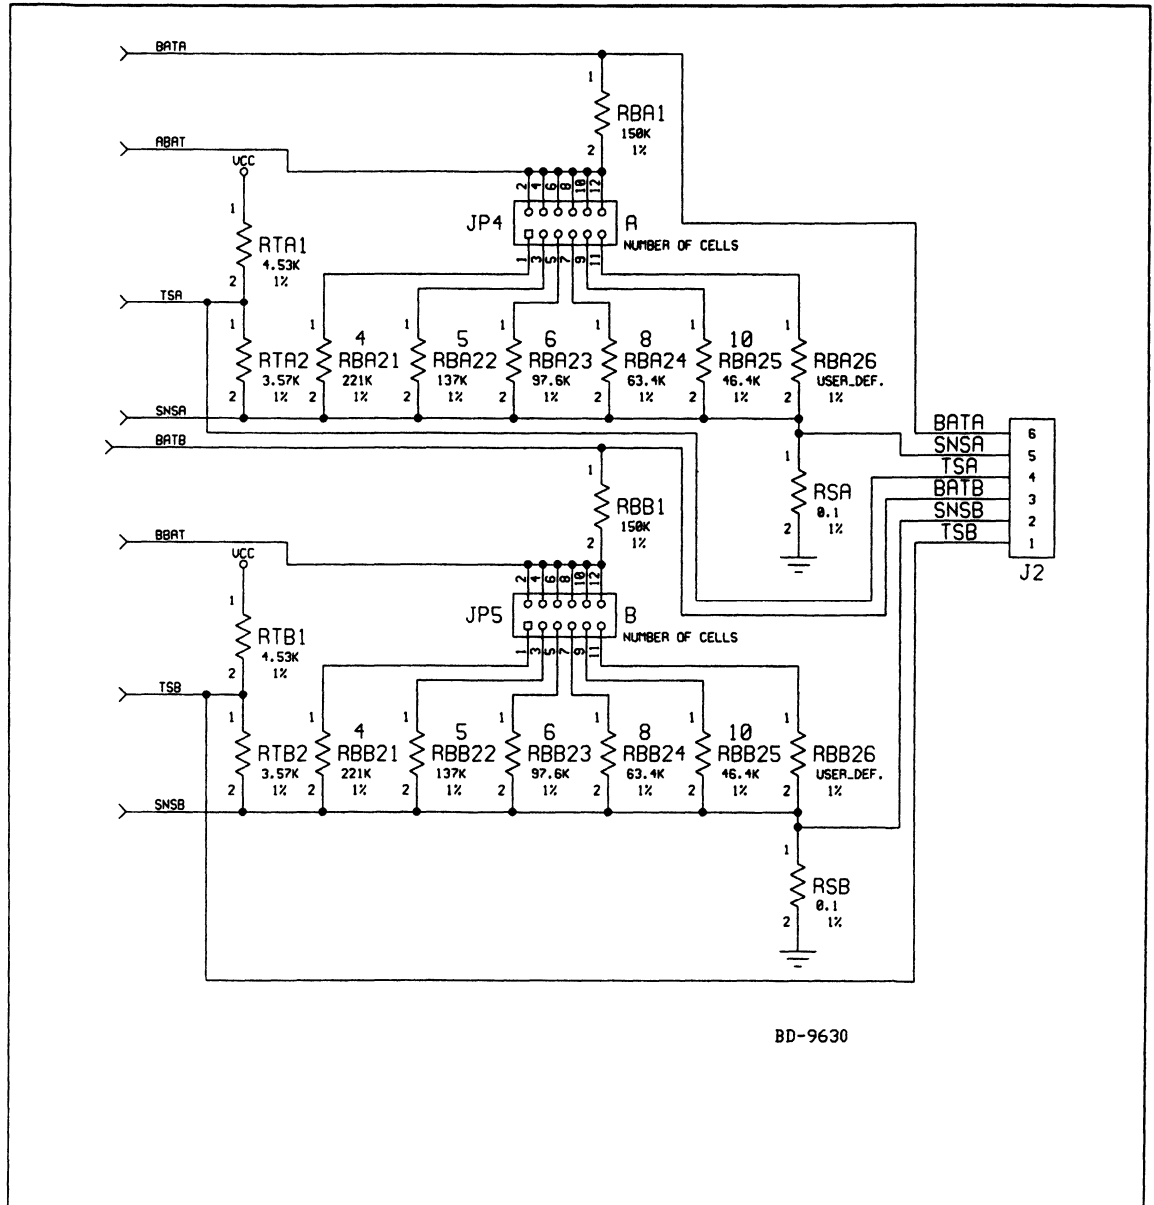 BATA
1
RBA1
150K
2 1%
ABAT
VCC
2 4 6 8 10 12
1
JP4 A
NUMBER OF CELLS
RTA1
4.53K
2 1%
1 3 5 7 9 11
TSA
1 1 1 1 1 1 1
4 5 6 8 10
RTA2 RBA21 RBA22 RBA23 RBA24 RBA25 RBA26
3.57K 221K 137K 97.6K 63.4K 46.4K USER_DEF.
2 1% 2 1% 2 1% 2 1% 2 1% 2 1% 2 1%
SNSA
BATA 6
BATB
SNSA 5
1
TSA 4
1
RSA
BATB 3
RBB1
0.1
SNSB 2
150K
2 1%
TSB 1
BBAT
2 1%
J2
VCC
2 4 6 8 10 12
1
JP5 B
NUMBER OF CELLS
RTB1
4.53K
2 1%
1 3 5 7 9 11
TSB
1 1 1 1 1 1 1
4 5 6 8 10
RTB2 RBB21 RBB22 RBB23 RBB24 RBB25 RBB26
3.57K 221K 137K 97.6K 63.4K 46.4K USER_DEF.
2 1% 2 1% 2 1% 2 1% 2 1% 2 1% 2 1%
SNSB
1
RSB
0.1
2 1%
BD-9630